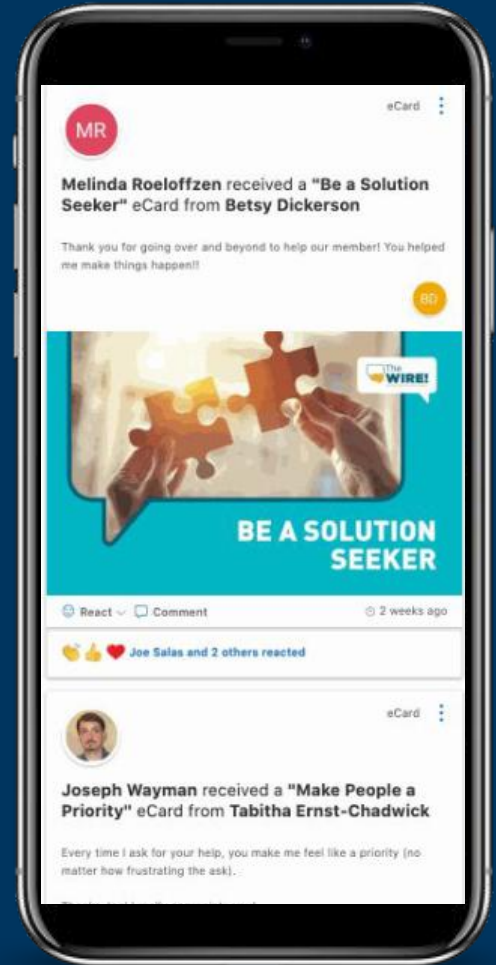 eCard
MR
Melinda Roeloffzen received a "Be a Solution
Seeker" eCard from Betsy Dickerson
Thank you for going over and beyond to help our member! You helped
me make things happen!!
BD
The
WIRE!
BE A SOLUTION
SEEKER
React Comment 2 weeks ago
Joe Salas and 2 others reacted
eCard
Joseph Wayman received a "Make People a
Priority" eCard from Tabitha Ernst-Chadwick
Every time I ask for your help, you make me feel like a priority (no
matter how frustrating the ask).